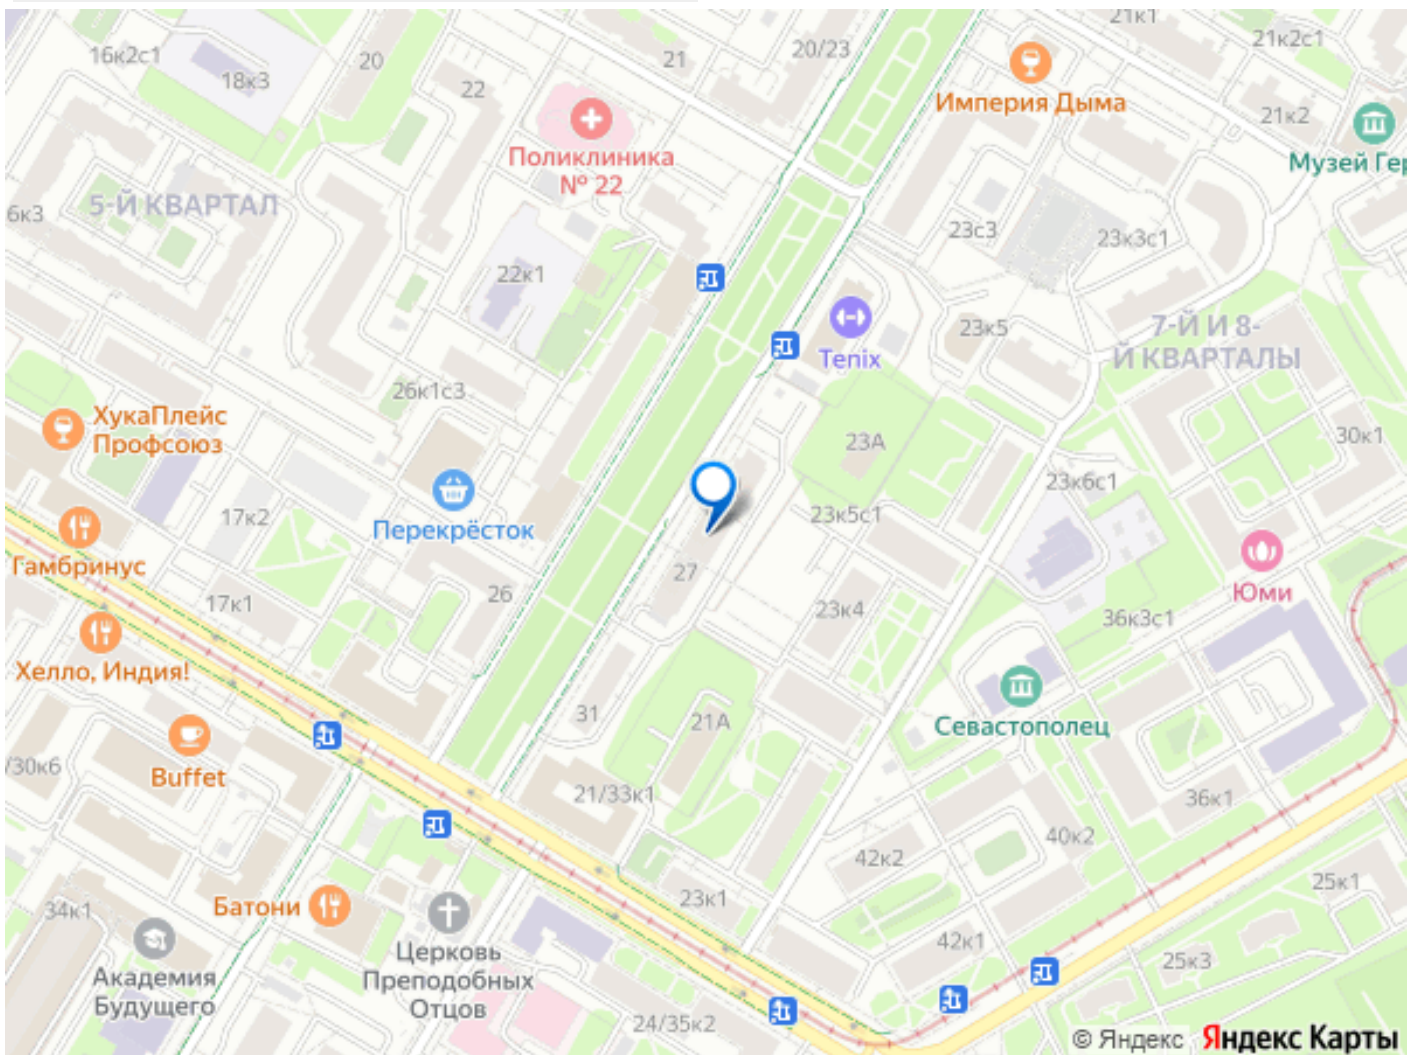 21к1
16к2с1
20
21
20/23
21к2с1
18к3
22
Империя Дыма
21к2
Поликлиника
№ 22
Музей Гер
5-Й КВАРТАЛ
6к3
23с3
23к3с1
22к1
23к5
7-Й И 8-
Й КВАРТАЛЫ
Tenix
26к1с3
ХукаПлейс
Профсоюз
23А
30к1
23к6с1
17к2
Перекрёсток
23к5с1
Гамбринус
27
Юми
26
17к1
23к4
36к3с1
Хелло, Индия!
31
21А
Севастополец
Buffet
/30к6
21/33к1
36к1
40к2
42к2
25к1
23к1
Батони
34к1
42к1
Церковь
Преподобных
Отцов
25к3
Академия
Будущего
24/35к2
© Яндекс Яндекс Карты